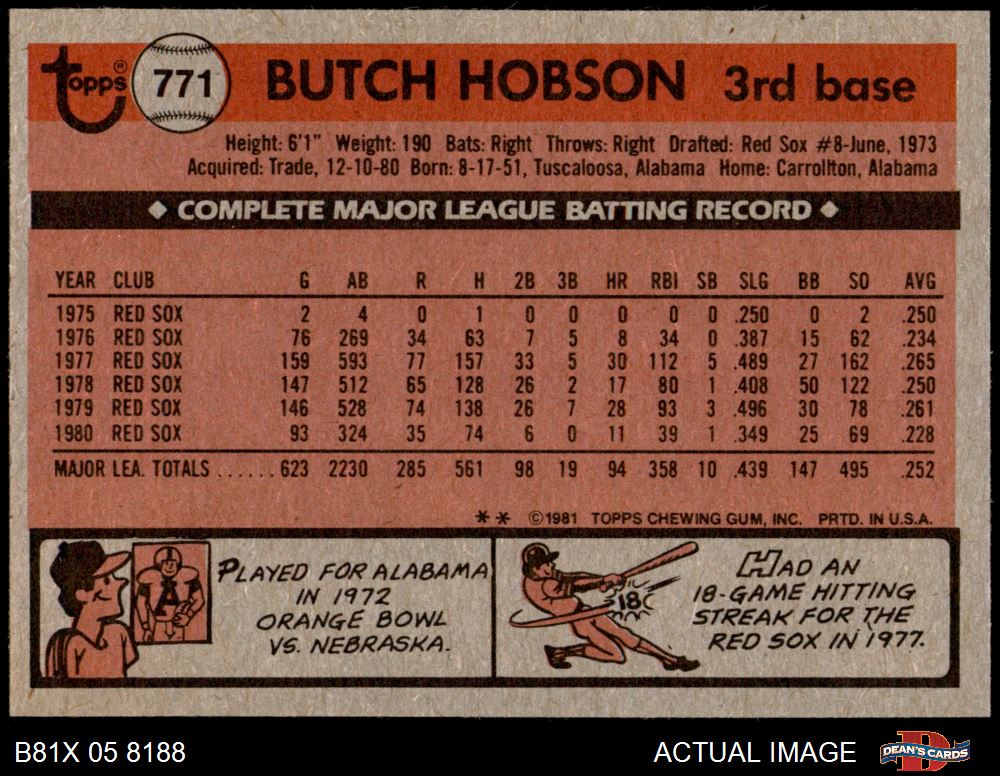 topps® 771 BUTCH HOBSON 3rd base
Height: 6'1" Weight: 190 Bats: Right Throws: Right Drafted: Red Sox #8-June, 1973
Acquired: Trade, 12-10-80 Born: 8-17-51, Tuscaloosa, Alabama Home: Carrollton, Alabama
◆ COMPLETE MAJOR LEAGUE BATTING RECORD ◆
YEAR CLUB G AB R H 2B 3B HR RBI SB SLG BB SO AVG
1975 RED SOX 2 4 0 1 0 0 0 0 0 .250 0 2 .250
1976 RED SOX 76 269 34 63 7 5 8 34 0 .387 15 62 .234
1977 RED SOX 159 593 77 157 33 5 30 112 5 .489 27 162 .265
1978 RED SOX 147 512 65 128 26 2 17 80 1 .408 50 122 .250
1979 RED SOX 146 528 74 138 26 7 28 93 3 .496 30 78 .261
1980 RED SOX 93 324 35 74 6 0 11 39 1 .349 25 69 .228
MAJOR LEA. TOTALS ...... 623 2230 285 561 98 19 94 358 10 .439 147 495 .252
** ©1981 TOPPS CHEWING GUM, INC. PRTD. IN U.S.A.
A
PLAYED FOR ALABAMA
IN 1972
ORANGE BOWL
VS. NEBRASKA.
18
HAD AN
18-GAME HITTING
STREAK FOR THE
RED SOX IN 1977.
B81X 05 8188 ACTUAL IMAGE D DEAN'S CARDS